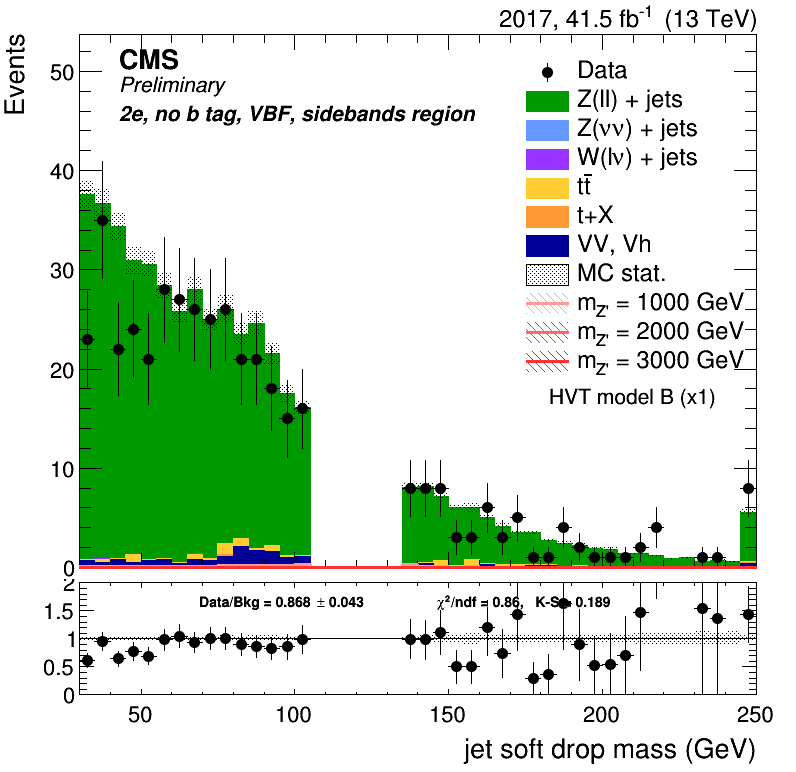 2017, 41.5 fb⁻¹ (13 TeV)
Events
CMS
Preliminary
2e, no b tag, VBF, sidebands region
Data
Z(ll) + jets
Z(νν) + jets
W(lν) + jets
tt̄
t+X
VV, Vh
MC stat.
m_Z' = 1000 GeV
m_Z' = 2000 GeV
m_Z' = 3000 GeV
HVT model B (x1)
50
40
30
20
10
0
Data/Bkg = 0.868 ± 0.043 χ²/ndf = 0.86, K-S = 0.189
2
1.5
1
0.5
0
50 100 150 200 250
jet soft drop mass (GeV)